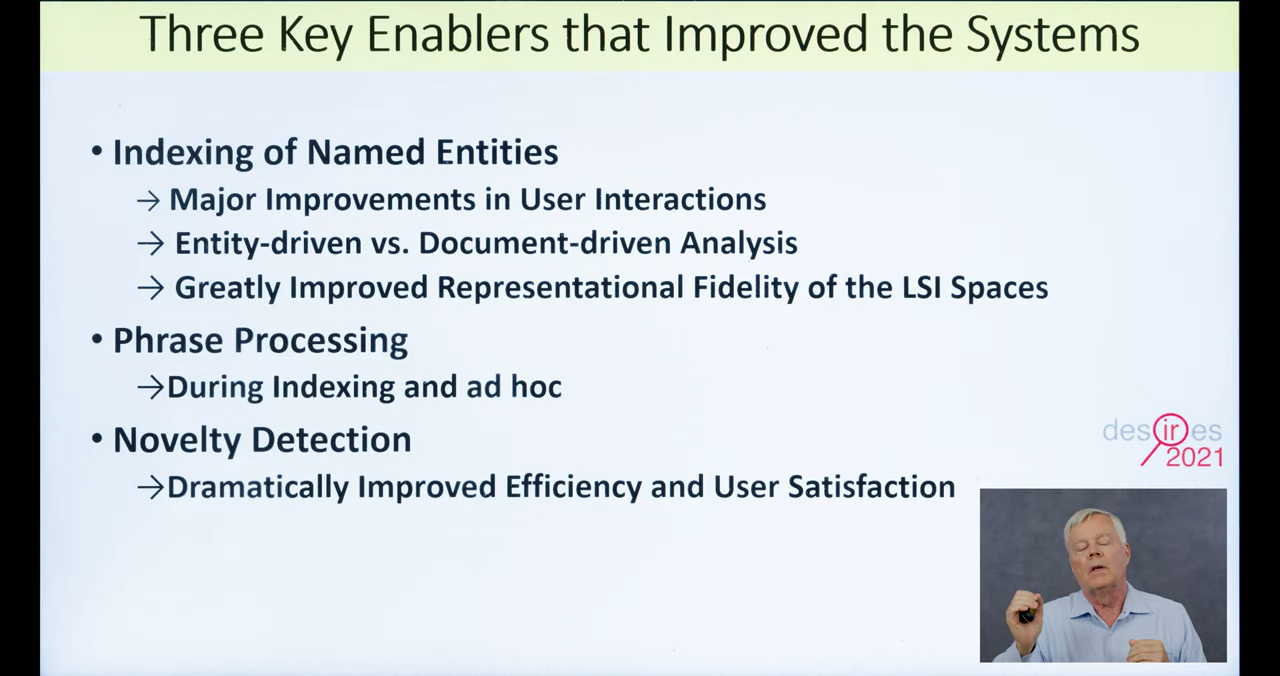 Three Key Enablers that Improved the Systems
• Indexing of Named Entities
→ Major Improvements in User Interactions
→ Entity-driven vs. Document-driven Analysis
→ Greatly Improved Representational Fidelity of the LSI Spaces
• Phrase Processing
→During Indexing and ad hoc
• Novelty Detection
→Dramatically Improved Efficiency and User Satisfaction
desires
2021